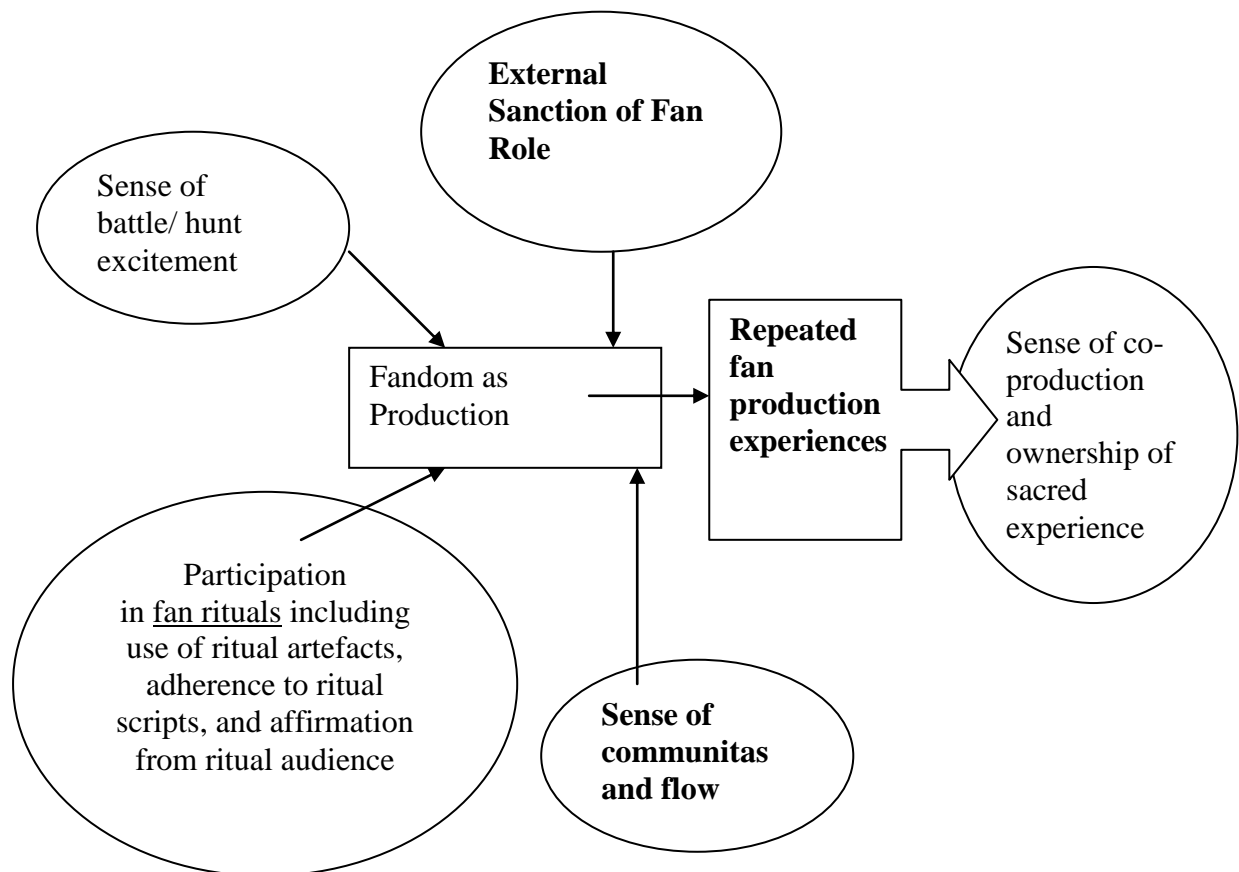 External
Sanction of Fan
Role
Sense of
battle/ hunt
excitement
Fandom as
Production
Repeated
fan
production
experiences
Sense of co-
production
and
ownership of
sacred
experience
Participation
in fan rituals including
use of ritual artefacts,
adherence to ritual
scripts, and affirmation
from ritual audience
Sense of
communitas
and flow